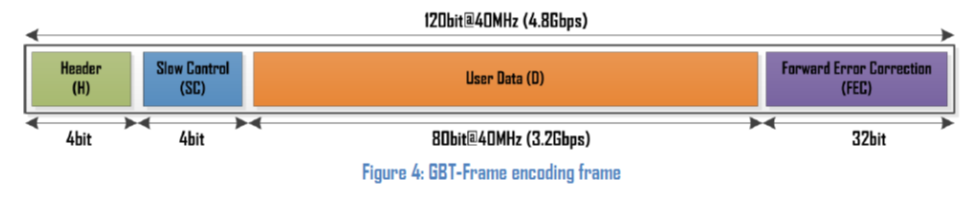 120bit@40MHz (4.8Gbps)
Header
(H)
Slow Control
(SC)
User Data (D)
Forward Error Correction
(FEC)
4bit
4bit
80bit@40MHz (3.2Gbps)
32bit
Figure 4: GBT-Frame encoding frame